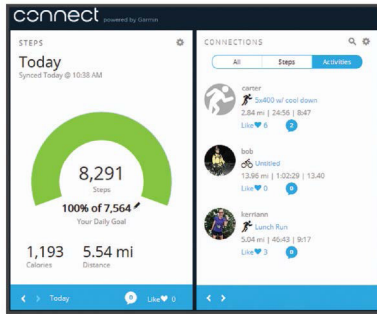 connect powered by Garmin
STEPS
Today
Synced Today @ 10:38 AM
8,291
Steps
100% of 7,564
Your Daily Goal
1,193
Calories
5.54 mi
Distance
Today
0
Like 0
CONNECTIONS
All
Steps
Activities
carter
5x400 w/ cool down
2.84 mi | 24:56 | 8:47
Like 6
2
bob
Untitled
13.96 mi | 1:02:29 | 13.40
Like 0
0
kerriann
Lunch Run
5.04 mi | 46:43 | 9:17
Like 3
0